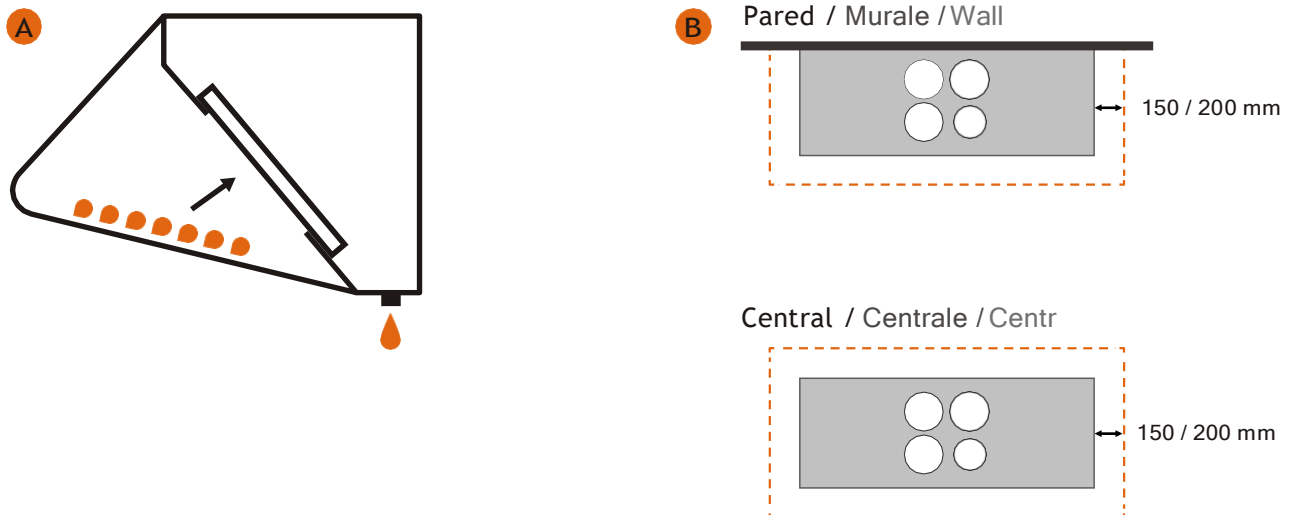 A
B
Pared / Murale / Wall
150 / 200 mm
Central / Centrale / Centr
150 / 200 mm